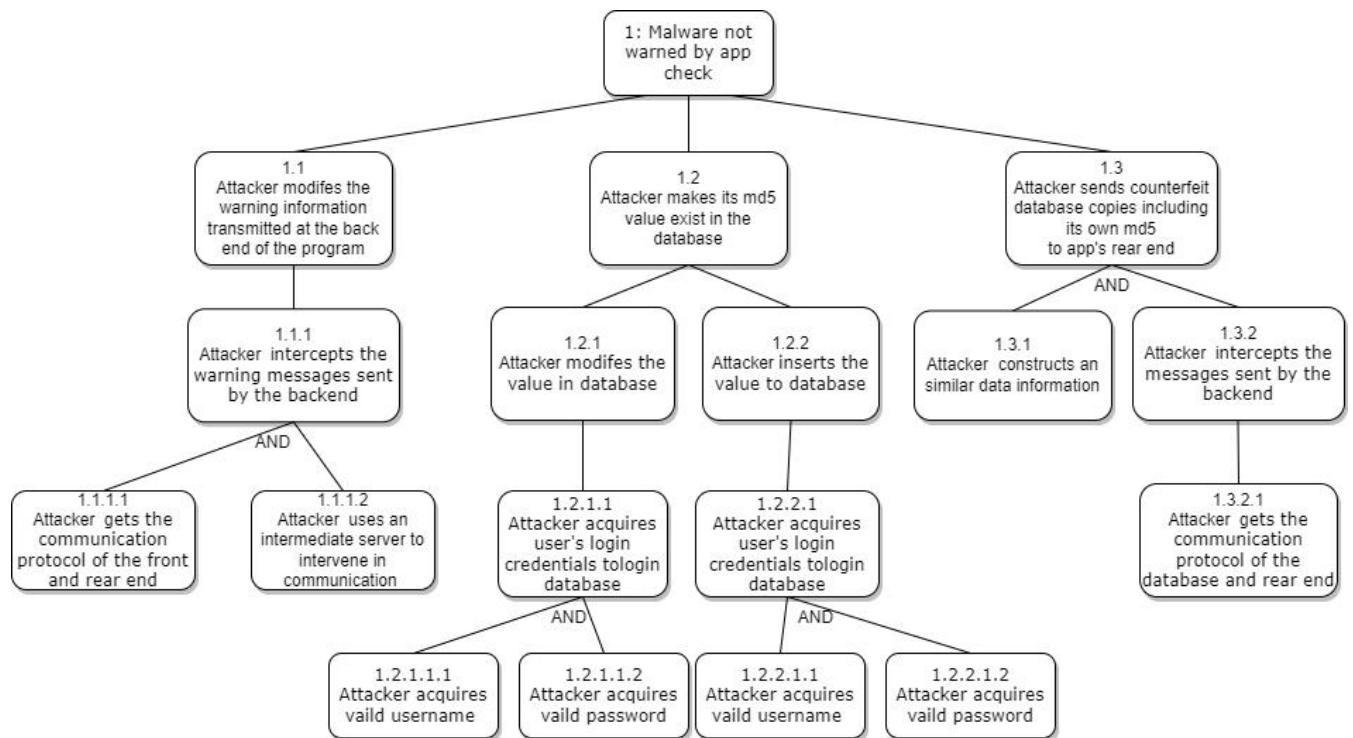 1: Malware not
warned by app
check
1.1
Attacker modifes the
warning information
transmitted at the back
end of the program
1.2
Attacker makes its md5
value exist in the
database
1.3
Attacker sends counterfeit
database copies including
its own md5
to app's rear end
AND
1.1.1
Attacker intercepts the
warning messages sent
by the backend
1.2.1
Attacker modifes the
value in database
1.2.2
Attacker inserts the
value to database
1.3.1
Attacker constructs an
similar data information
1.3.2
Attacker intercepts the
messages sent by the
backend
AND
1.1.1.1
Attacker gets the
communication
protocol of the front
and rear end
1.1.1.2
Attacker uses an
intermediate server to
intervene in
communication
1.2.1.1
Attacker acquires
user's login
credentials tologin
database
1.2.2.1
Attacker acquires
user's login
credentials tologin
database
1.3.2.1
Attacker gets the
communication
protocol of the
database and rear end
AND
AND
1.2.1.1.1
Attacker acquires
vaild username
1.2.1.1.2
Attacker acquires
vaild password
1.2.2.1.1
Attacker acquires
vaild username
1.2.2.1.2
Attacker acquires
vaild password